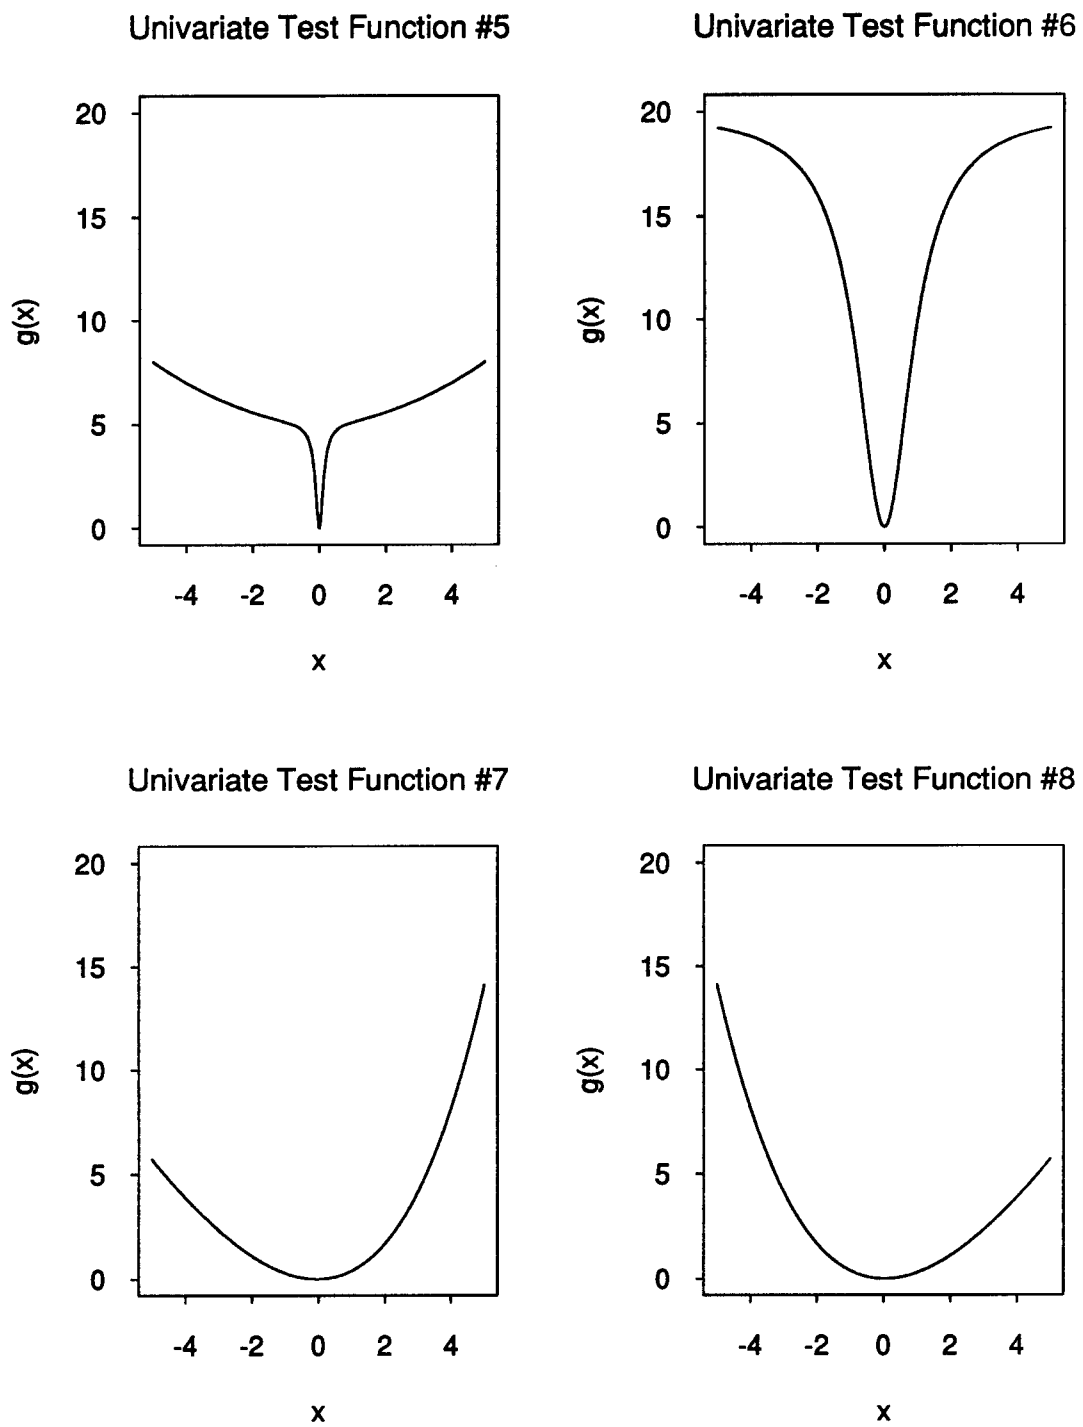 Univariate Test Function #5
20
15
10
5
0
g(x)
-4 -2 0 2 4
x
Univariate Test Function #6
20
15
10
5
0
g(x)
-4 -2 0 2 4
x
Univariate Test Function #7
20
15
10
5
0
g(x)
-4 -2 0 2 4
x
Univariate Test Function #8
20
15
10
5
0
g(x)
-4 -2 0 2 4
x